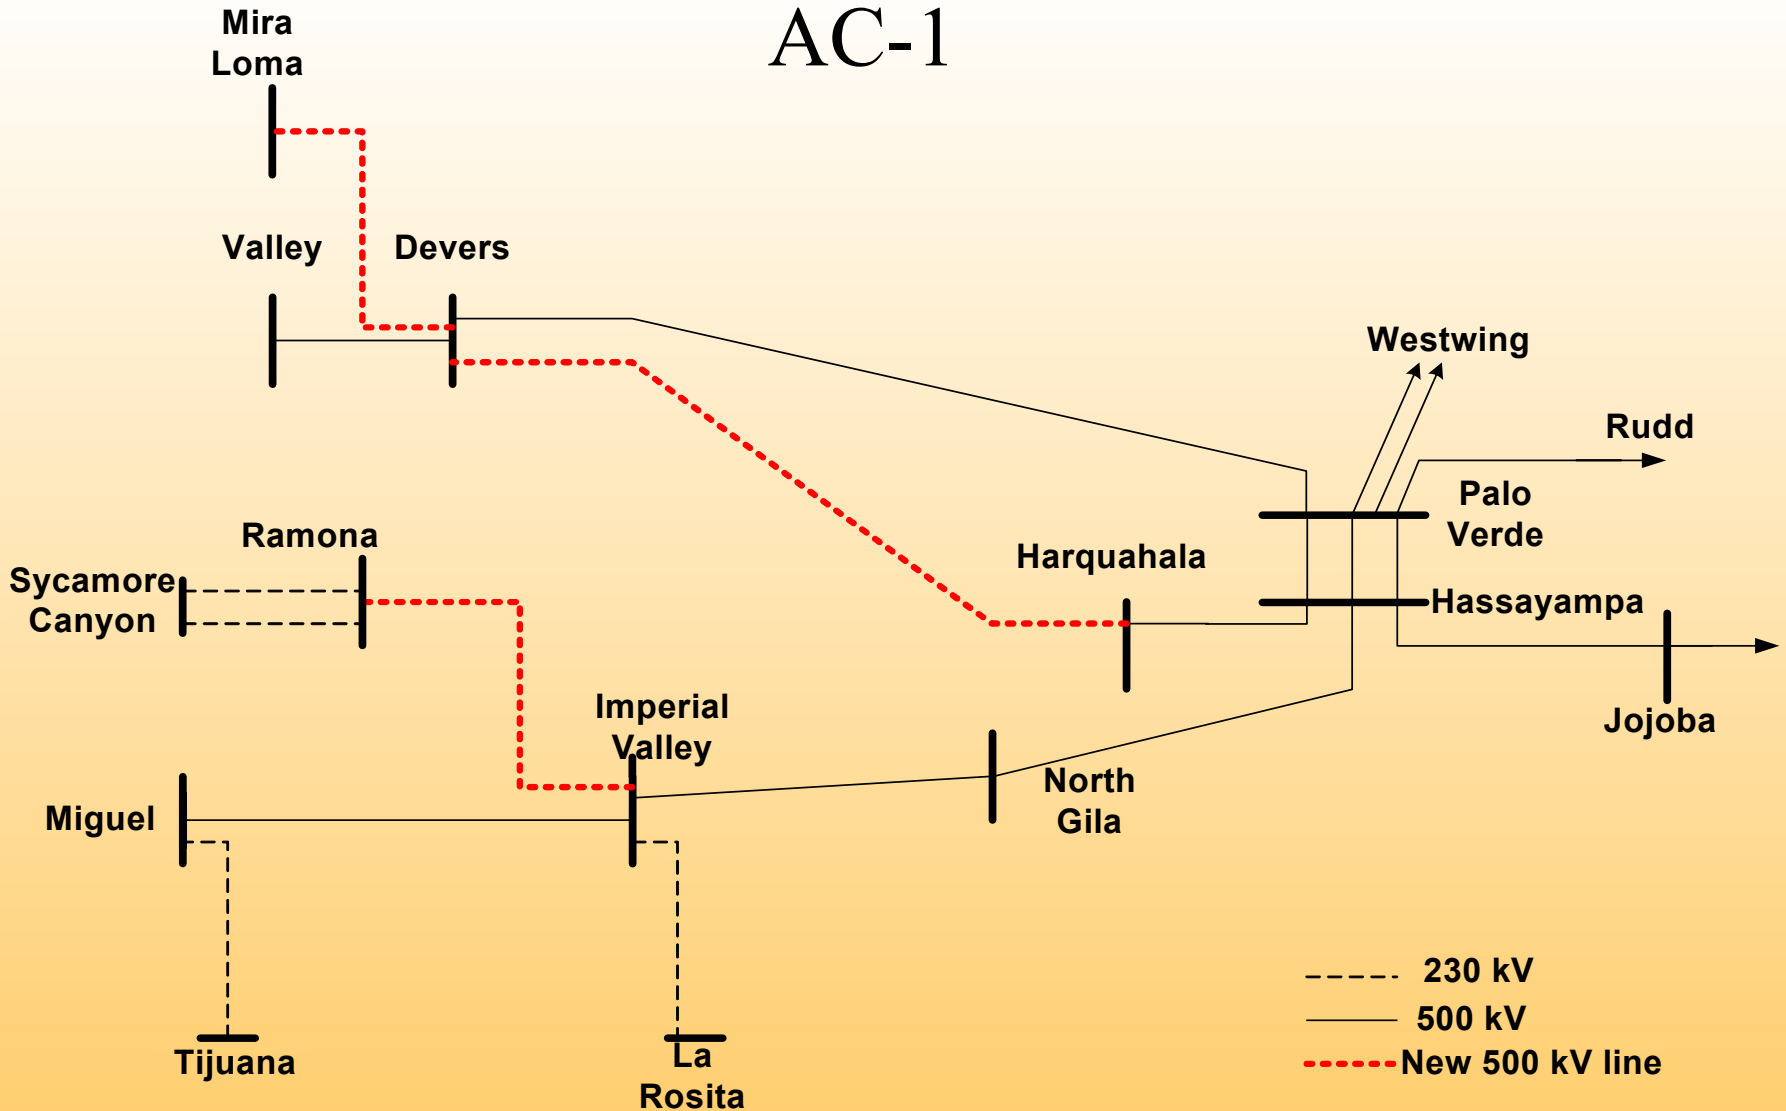 AC-1
Mira
Loma
Valley
Devers
Westwing
Rudd
Palo
Verde
Ramona
Harquahala
Sycamore
Canyon
Hassayampa
Imperial
Valley
Jojoba
North
Gila
Miguel
230 kV
500 kV
New 500 kV line
Tijuana
La
Rosita